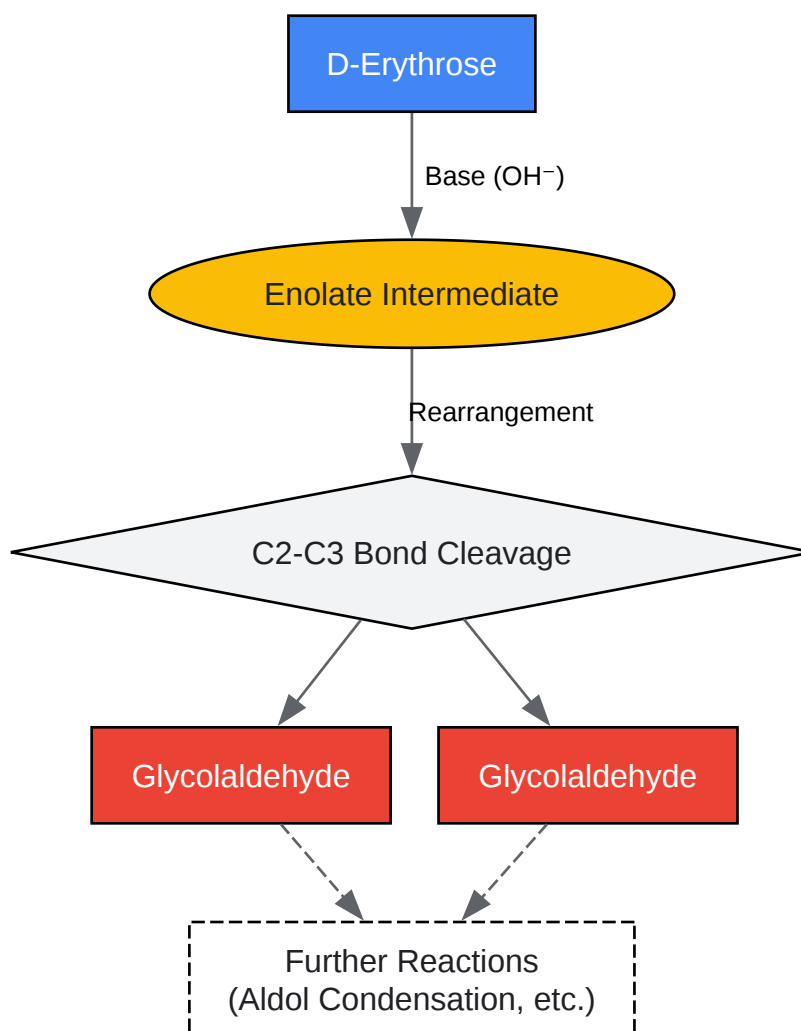 D-Erythrose
Base (OH⁻)
Enolate Intermediate
Rearrangement
C2-C3 Bond Cleavage
Glycolaldehyde
Glycolaldehyde
Further Reactions
(Aldol Condensation, etc.)